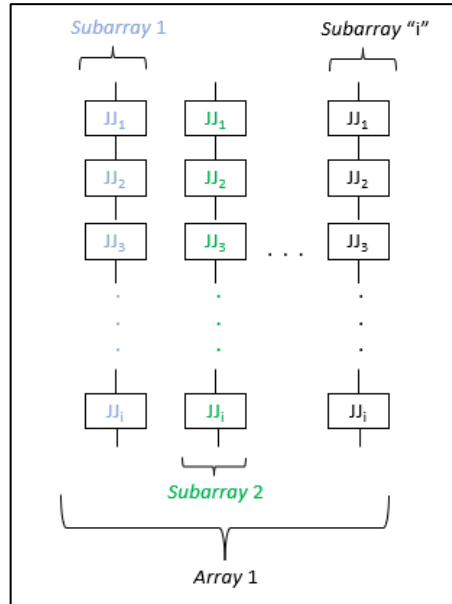 Subarray 1 Subarray “i”
JJ₁ JJ₁ JJ₁
JJ₂ JJ₂ JJ₂
JJ₃ JJ₃ . . . JJ₃
JJᵢ JJᵢ JJᵢ
Subarray 2
Array 1